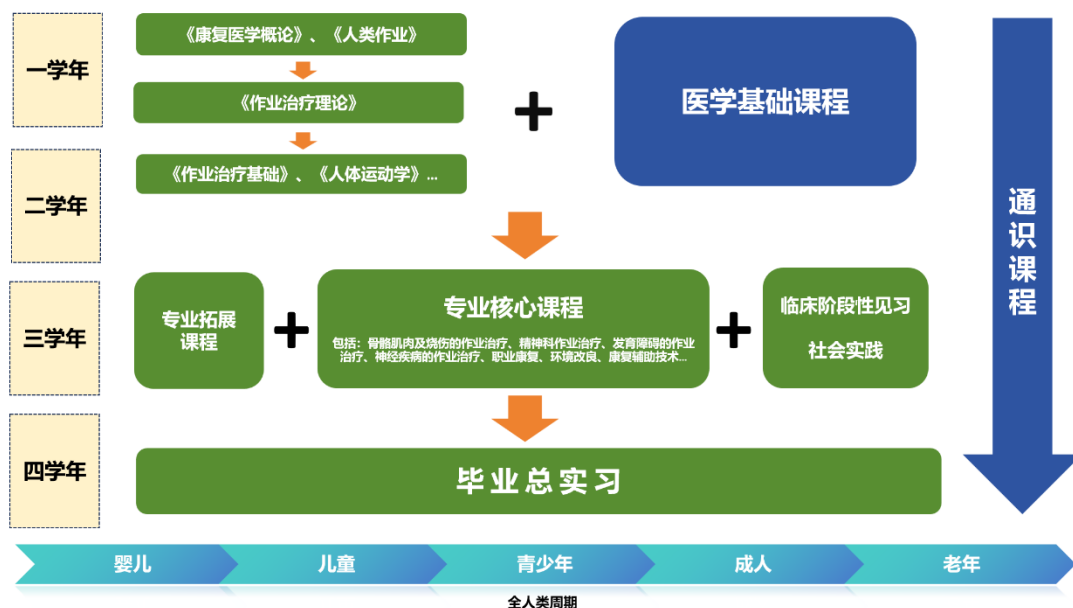 一学年
《康复医学概论》、《人类作业》
《作业治疗理论》
《作业治疗基础》、《人体运动学》...
+
医学基础课程
二学年
三学年
专业拓展
课程
+
专业核心课程
包括：骨骼肌肉及烧伤的作业治疗、精神科作业治疗、发育障碍的作业
治疗、神经疾病的作业治疗、职业康复、环境改良、康复辅助技术...
+
临床阶段性见习
社会实践
四学年
毕业总实习
通识课程
婴儿
儿童
青少年
成人
老年
全人类周期